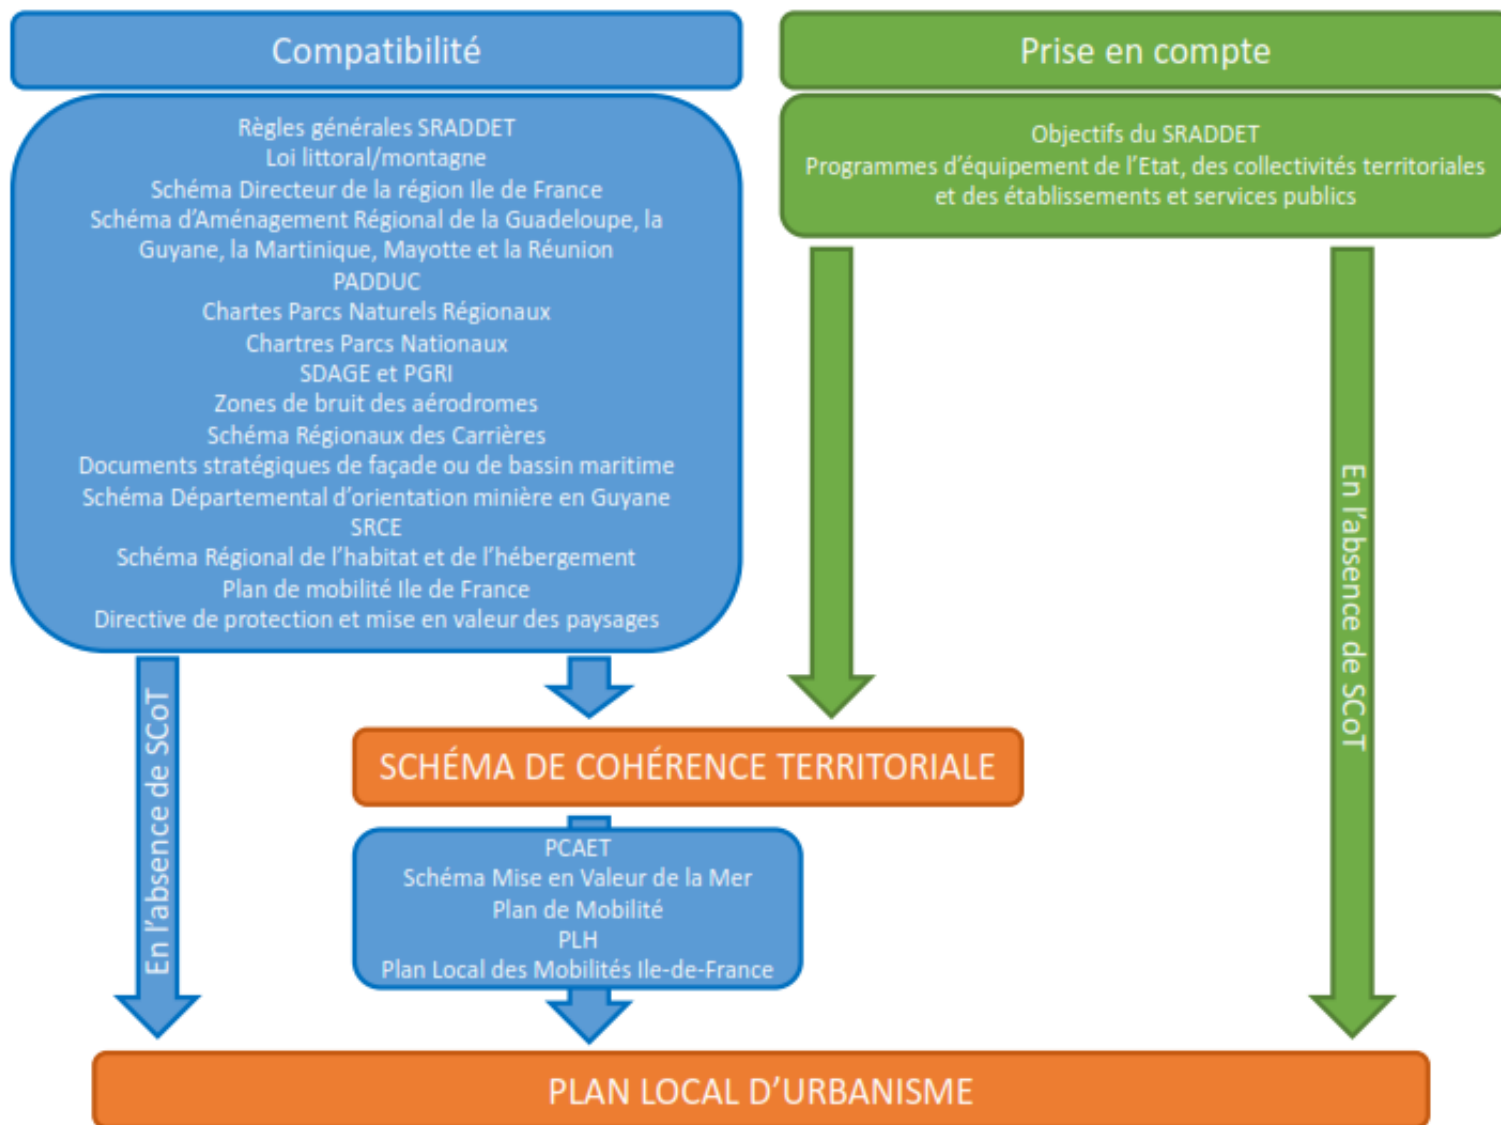 Compatibilité
Règles générales SRADDET
Loi littoral/montagne
Schéma Directeur de la région Ile de France
Schéma d'Aménagement Régional de la Guadeloupe, la
Guyane, la Martinique, Mayotte et la Réunion
PADDUC
Chartes Parcs Naturels Régionaux
Chartres Parcs Nationaux
SDAGE et PGRI
Zones de bruit des aérodromes
Schéma Régionaux des Carrières
Documents stratégiques de façade ou de bassin maritime
Schéma Départemental d'orientation minière en Guyane
SRCE
Schéma Régional de l'habitat et de l'hébergement
Plan de mobilité Ile de France
Directive de protection et mise en valeur des paysages
Prise en compte
Objectifs du SRADDET
Programmes d'équipement de l'Etat, des collectivités territoriales
et des établissements et services publics
En l'absence de SCoT
En l'absence de SCoT
SCHÉMA DE COHÉRENCE TERRITORIALE
PCAET
Schéma Mise en Valeur de la Mer
Plan de Mobilité
PLH
Plan Local des Mobilités Ile-de-France
PLAN LOCAL D'URBANISME